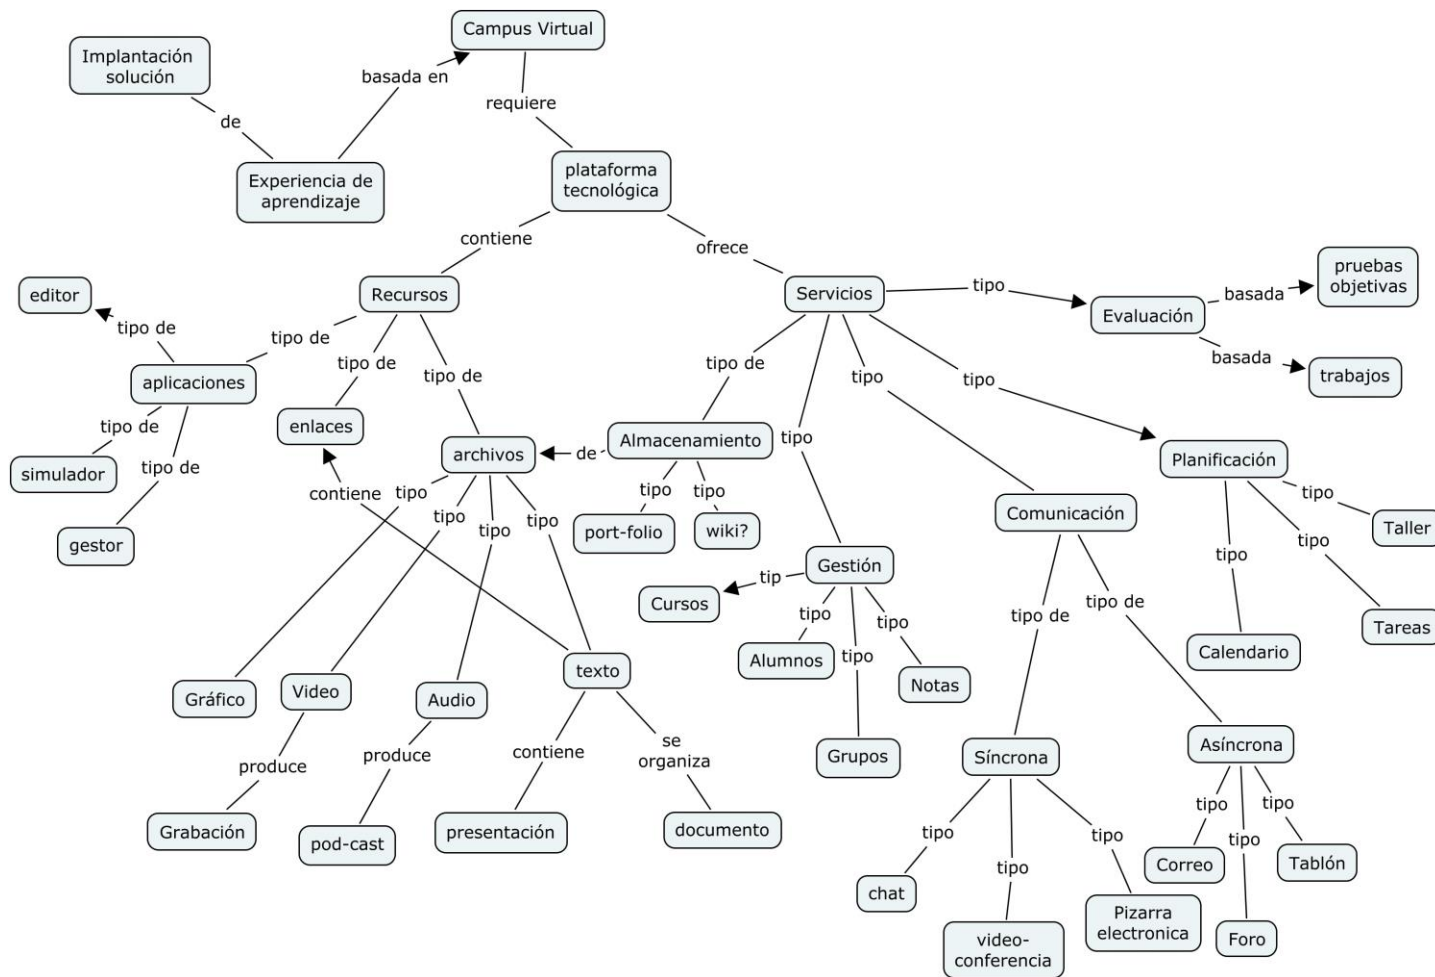 Campus Virtual
Implantación
solución
basada en
requiere
de
plataforma
tecnológica
Experiencia de
aprendizaje
contiene
ofrece
pruebas
objetivas
editor
Recursos
Servicios
tipo
basada
Evaluación
tipo de
tipo de
tipo de
tipo de
tipo de
tipo
tipo
basada
trabajos
aplicaciones
enlaces
tipo de
archivos
de
Almacenamiento
tipo
Planificación
simulador
tipo de
contiene
tipo
tipo
tipo
tipo
tipo
tipo
tipo
gestor
port-folio
wiki?
Comunicación
Taller
tipo
tipo
Gestión
tip
Cursos
tipo
tipo
tipo
tipo de
tipo de
Tareas
Calendario
Alumnos
Notas
texto
Gráfico
Video
Audio
contiene
se
organiza
produce
produce
Grupos
Síncrona
Asíncrona
Grabación
pod-cast
presentación
documento
tipo
tipo
tipo
tipo
tipo
tipo
Correo
Tablón
chat
Pizarra
electronica
video-
conferencia
Foro